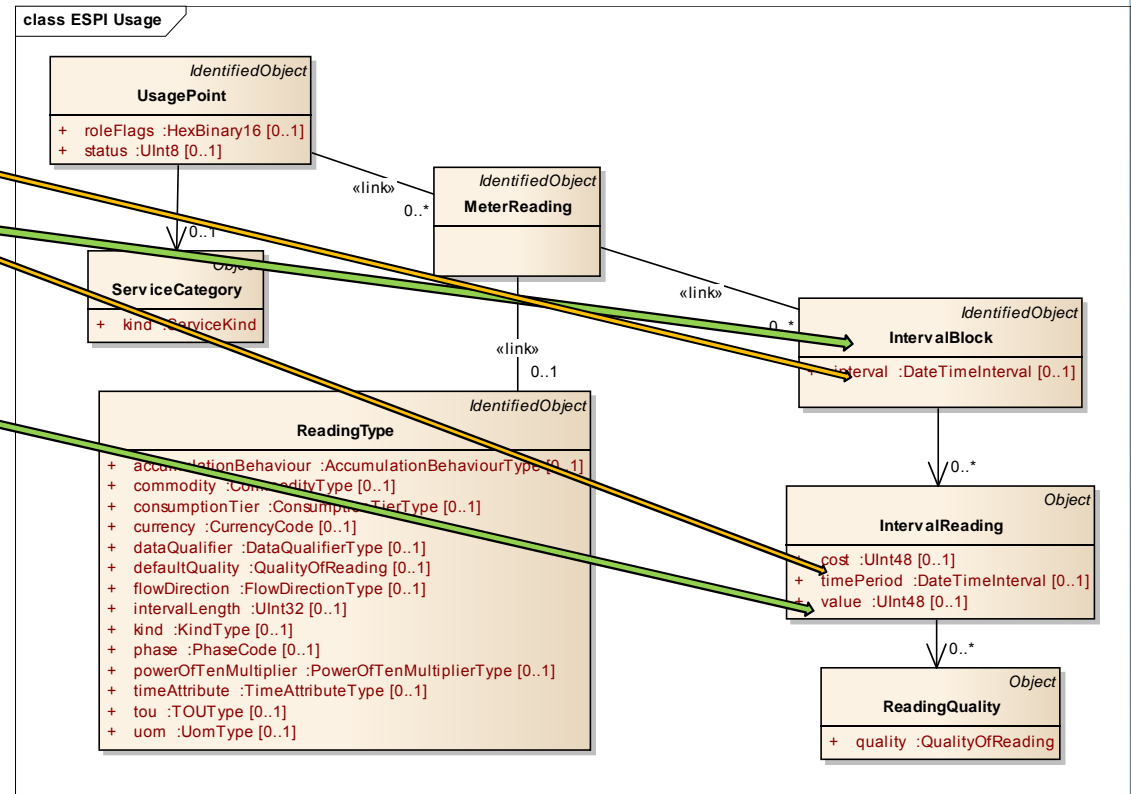 class ESPI Usage
IdentifiedObject
UsagePoint
+ roleFlags :HexBinary16 [0..1]
+ status :UInt8 [0..1]
«link»
0..*
0..1
IdentifiedObject
MeterReading
Object
ServiceCategory
+ kind :ServiceKind
«link»
0..*
«link»
0..1
IdentifiedObject
IntervalBlock
+ interval :DateTimeInterval [0..1]
0..*
IdentifiedObject
ReadingType
+ accumulationBehaviour :AccumulationBehaviourType [0..1]
+ commodity :CommodityType [0..1]
+ consumptionTier :ConsumptionTierType [0..1]
+ currency :CurrencyCode [0..1]
+ dataQualifier :DataQualifierType [0..1]
+ defaultQuality :QualityOfReading [0..1]
+ flowDirection :FlowDirectionType [0..1]
+ intervalLength :UInt32 [0..1]
+ kind :KindType [0..1]
+ phase :PhaseCode [0..1]
+ powerOfTenMultiplier :PowerOfTenMultiplierType [0..1]
+ timeAttribute :TimeAttributeType [0..1]
+ tou :TOUType [0..1]
+ uom :UomType [0..1]
Object
IntervalReading
+ cost :UInt48 [0..1]
+ timePeriod :DateTimeInterval [0..1]
+ value :UInt48 [0..1]
0..*
Object
ReadingQuality
+ quality :QualityOfReading